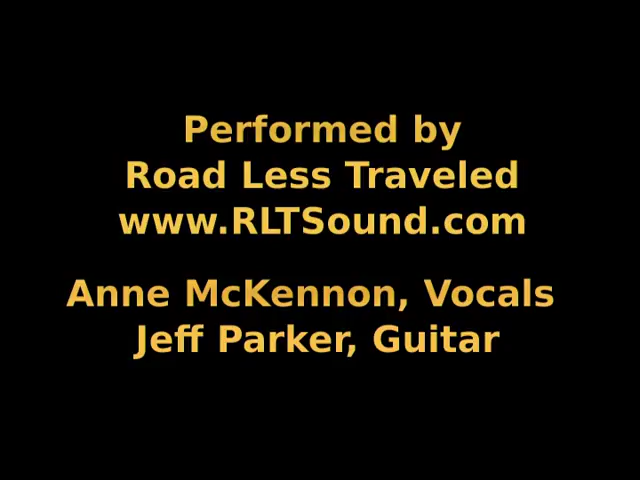 Performed by
Road Less Traveled
www.RLTSound.com
Anne McKennon, Vocals
Jeff Parker, Guitar